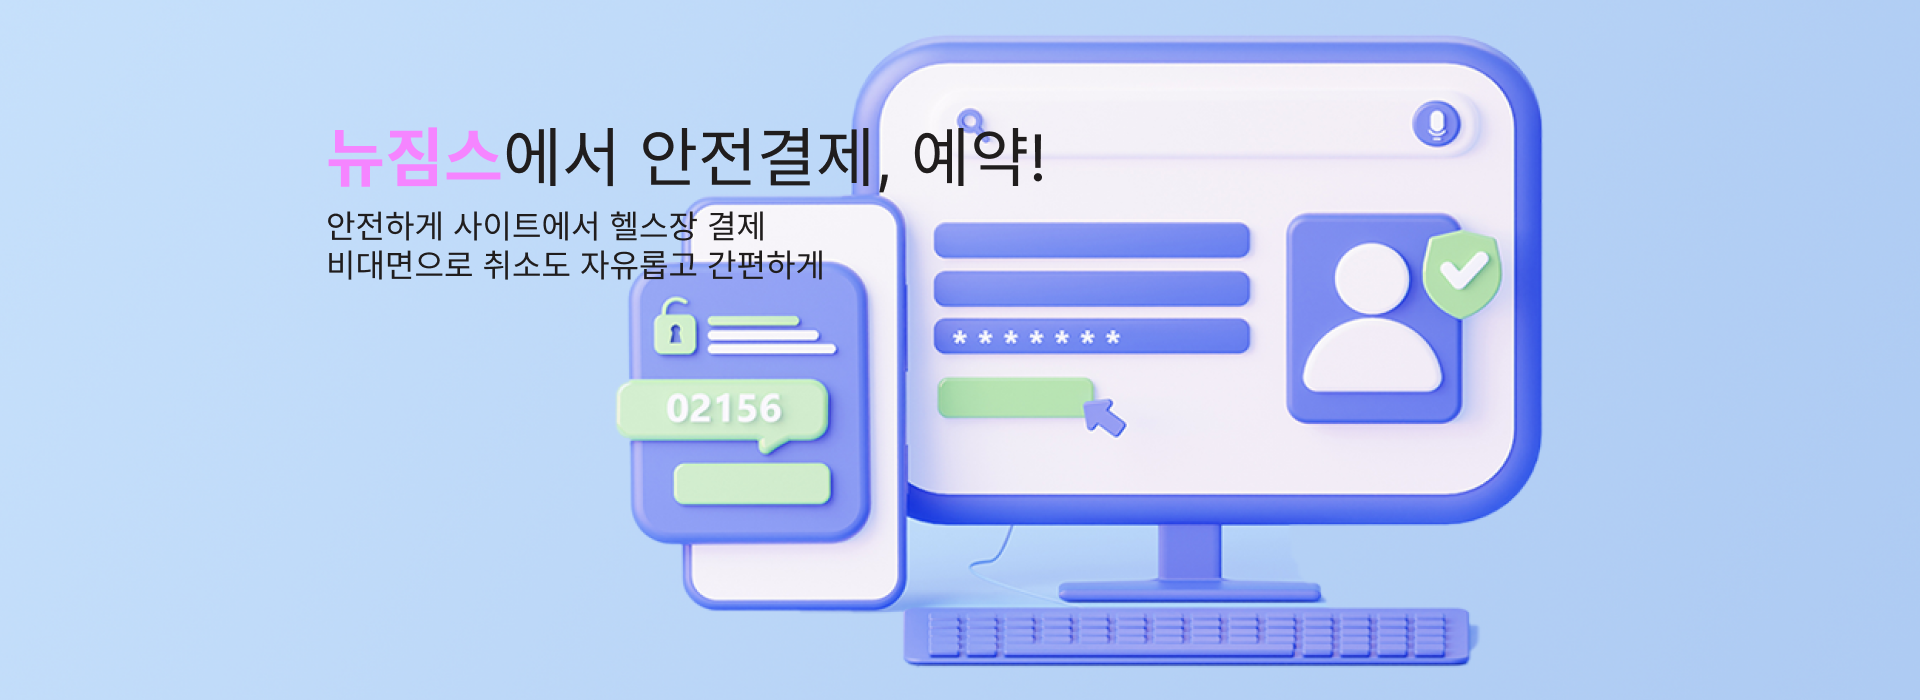 뉴짐스에서 안전결제, 예약!
안전하게 사이트에서 헬스장 결제
비대면으로 취소도 자유롭고 간편하게
*******
02156